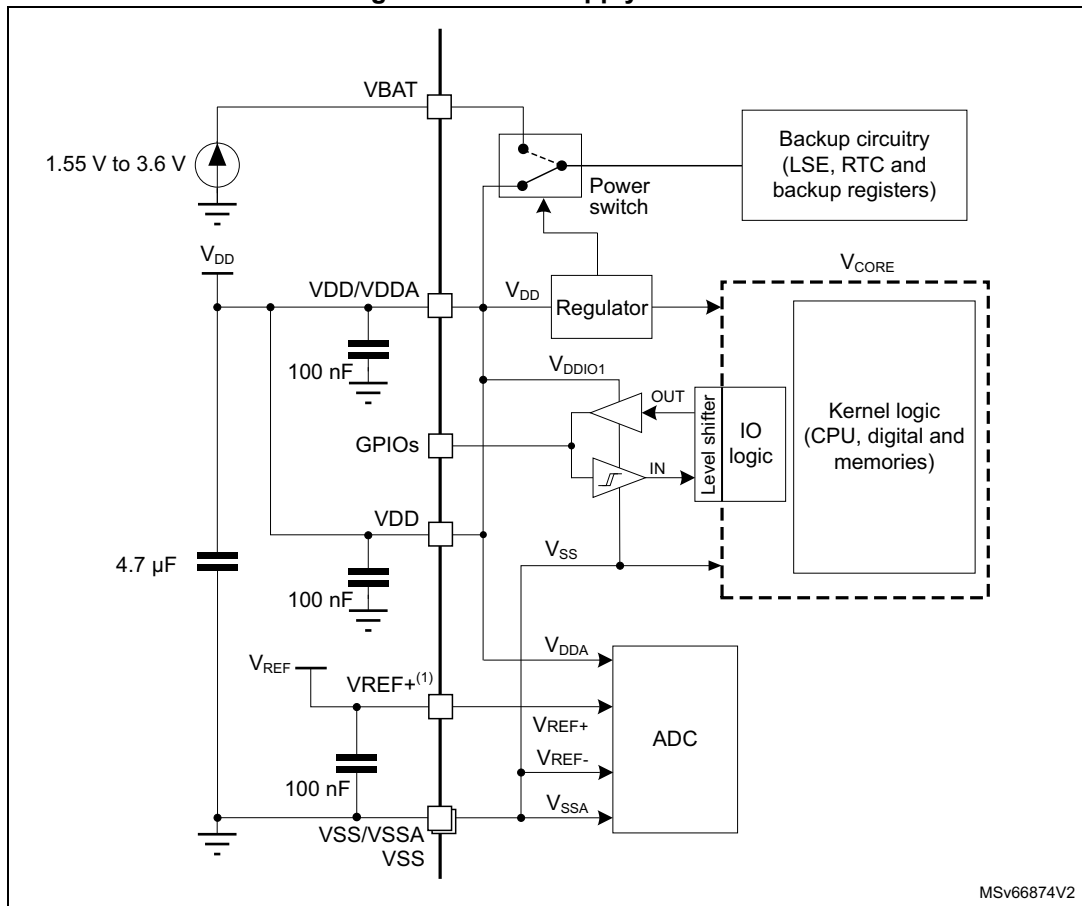 VBAT
1.55 V to 3.6 V
Power
switch
Backup circuitry
(LSE, RTC and
backup registers)
VDD
VDD/VDDA
VDD
Regulator
VCORE
100 nF
VDDIO1
OUT
GPIOs
IN
Level shifter
IO
logic
Kernel logic
(CPU, digital and
memories)
VDD
4.7 µF
100 nF
VSS
VDDA
VREF
VREF+(1)
VREF+
VREF-
ADC
100 nF
VSSA
VSS/VSSA
VSS
MSv66874V2